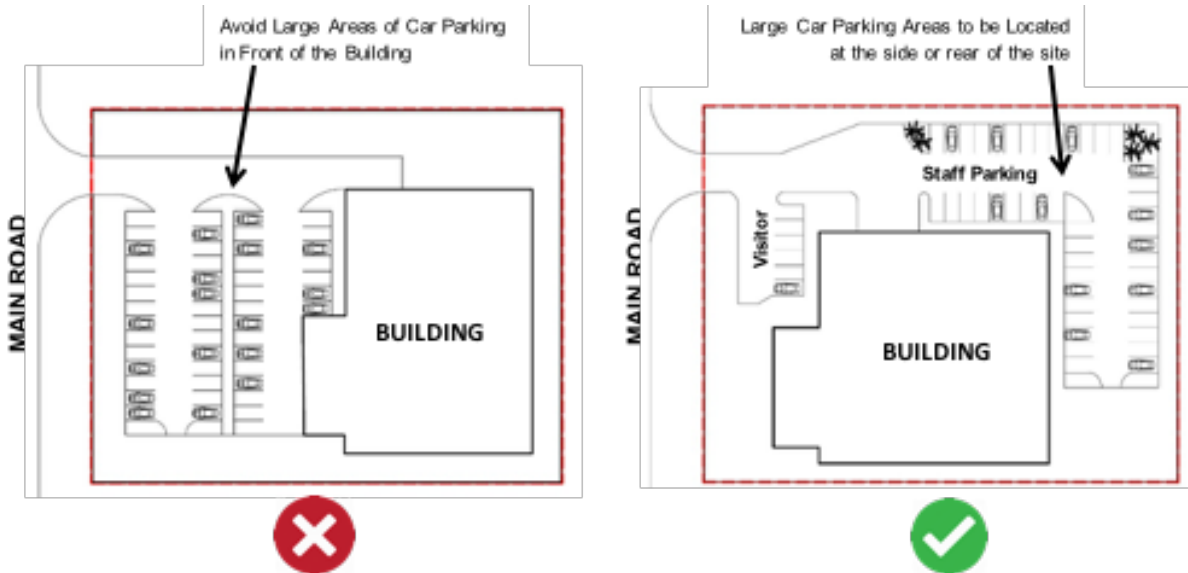 Avoid Large Areas of Car Parking
in Front of the Building
MAIN ROAD
BUILDING
Large Car Parking Areas to be Located
at the side or rear of the site
MAIN ROAD
Staff Parking
Visitor
BUILDING